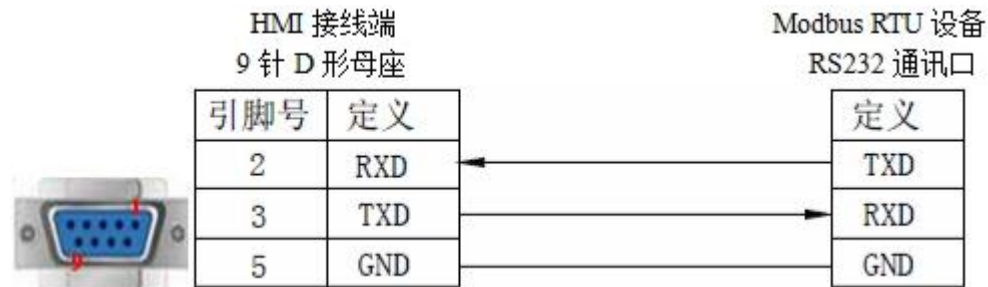 HMI 接线端
9 针 D 形母座
Modbus RTU 设备
RS232 通讯口
引脚号 定义
定义
2 RXD
TXD
3 TXD
RXD
5 GND
GND
1
9